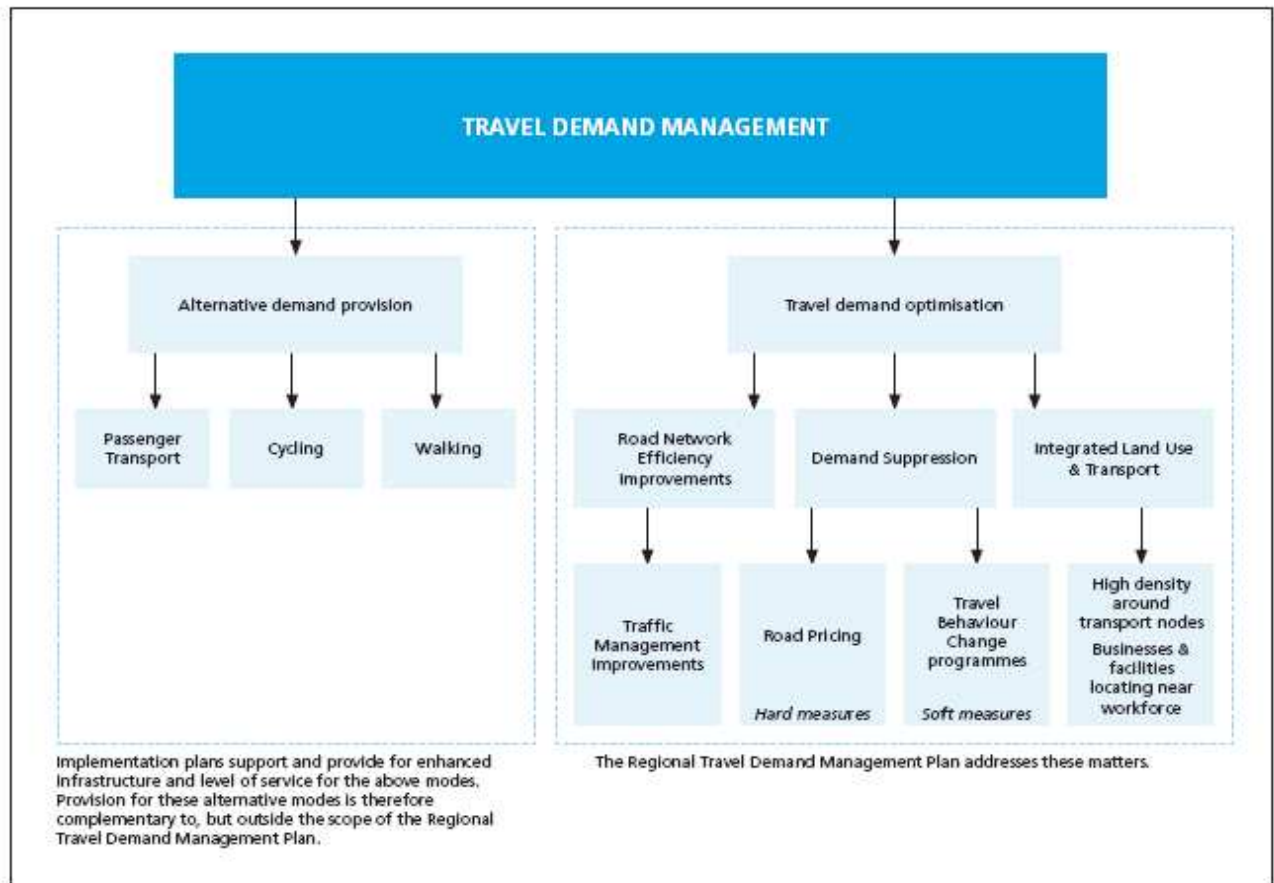 TRAVEL DEMAND MANAGEMENT
Alternative demand provision
Passenger
Transport
Cycling
Walking
Implementation plans support and provide for enhanced
infrastructure and level of service for the above modes.
Provision for these alternative modes is therefore
complementary to, but outside the scope of the Regional
Travel Demand Management Plan.
Travel demand optimisation
Road Network
Efficiency
Improvements
Demand Suppression
Integrated Land Use
& Transport
Traffic
Management
Improvements
Road Pricing
Hard measures
Travel
Behaviour
Change
programmes
Soft measures
High density
around
transport nodes
Businesses &
facilities
locating near
workforce
The Regional Travel Demand Management Plan addresses these matters.